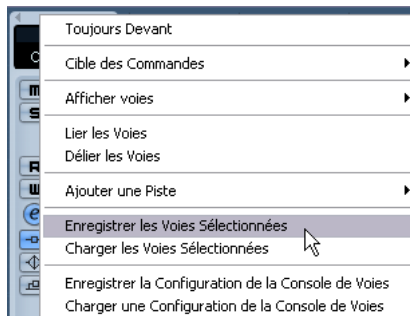 Toujours Devant
Cible des Commandes
Afficher voies
Lier les Voies
Délier les Voies
Ajouter une Piste
Enregistrer les Voies Sélectionnées
Charger les Voies Sélectionnées
Enregistrer la Configuration de la Console de Voies
Charger une Configuration de la Console de Voies